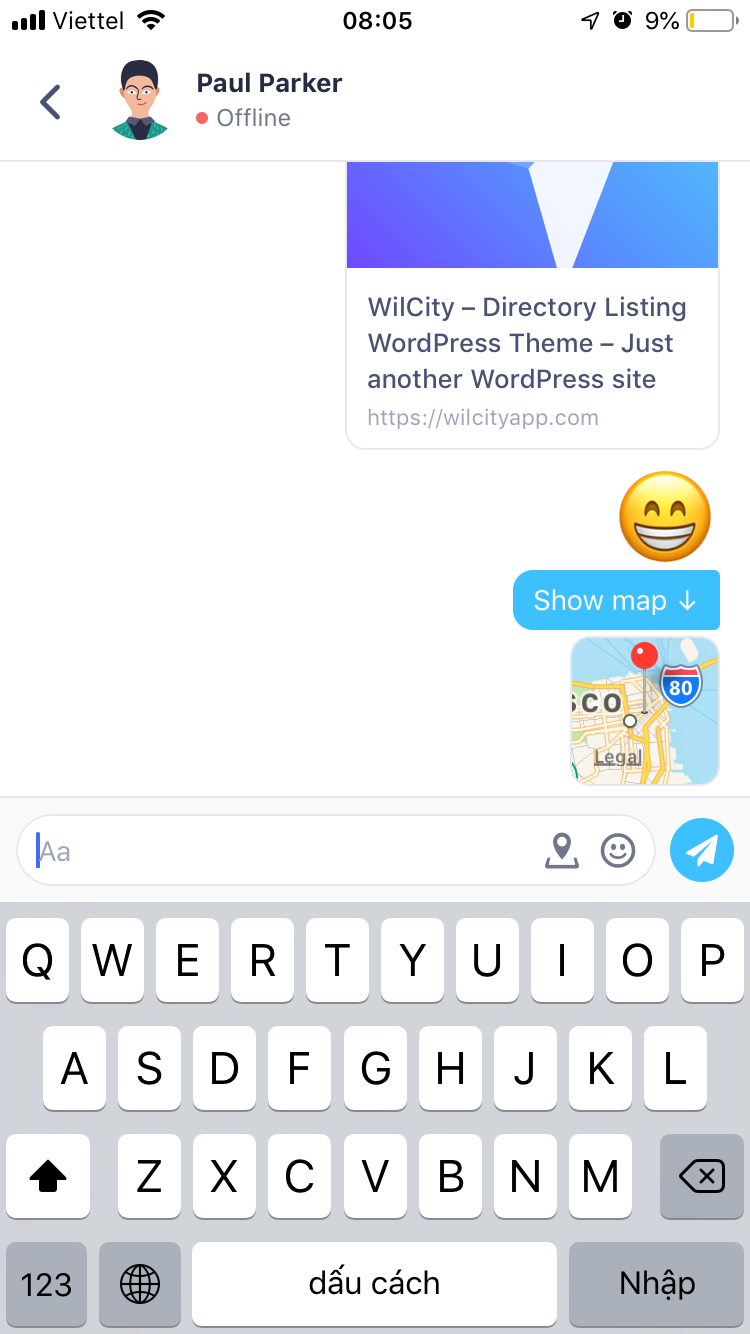 Viettel
08:05
9%
Paul Parker
Offline
WilCity – Directory Listing
WordPress Theme – Just
another WordPress site
https://wilcityapp.com
Show map ↓
80
sco
Legal
Aa
Q W E R T Y U I O P
A S D F G H J K L
Z X C V B N M
123
dấu cách
Nhập